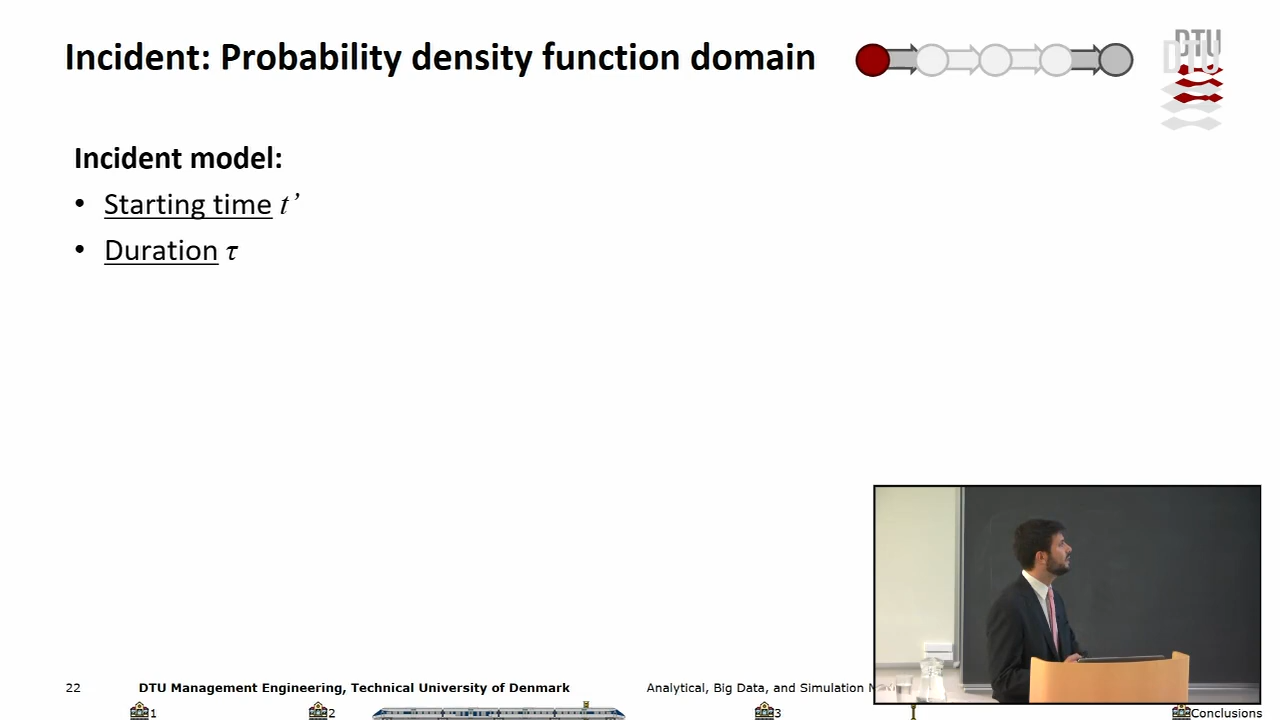 Incident: Probability density function domain
DTU
Incident model:
• Starting time t’
• Duration τ
22
DTU Management Engineering, Technical University of Denmark
Analytical, Big Data, and Simulation
1
2
3
Conclusions